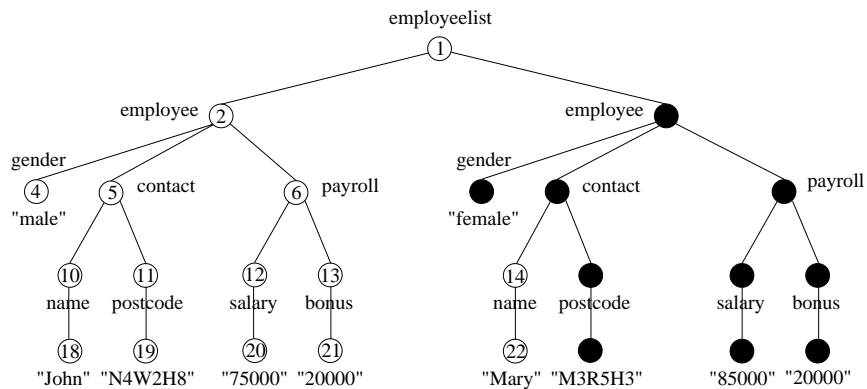 employeelist
1
employee 2 employee
gender gender
4 5 contact 6 payroll contact payroll
"male" "female"
10 11 12 13 14
name postcode salary bonus name postcode salary bonus
18 19 20 21 22
"John" "N4W2H8" "75000" "20000" "Mary" "M3R5H3" "85000" "20000"